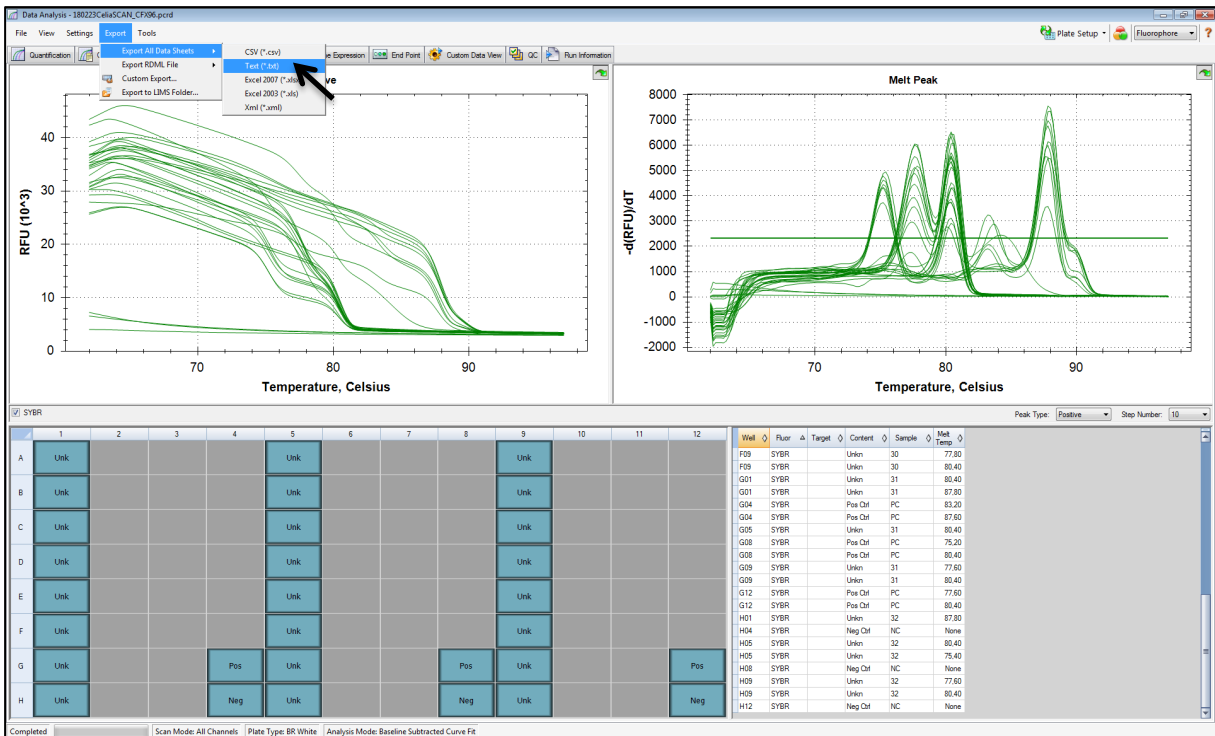 Data Analysis - 180223CeliaSCAN_CFX96.pcrd
File View Settings Export Tools
Plate Setup Fluorophore ?
Quantification
e Expression End Point Custom Data View QC Run Information
Export All Data Sheets
Export RDML File
Custom Export...
Export to LIMS Folder...
CSV (*.csv)
Text (*.txt)
Excel 2007 (*.xls
Excel 2003 (*.xls)
Xml (*.xml)
ve
40
30
20
10
0
RFU (10^3)
70 80 90
Temperature, Celsius
Melt Peak
8000
7000
6000
5000
4000
3000
2000
1000
0
-1000
-2000
-d(RFU)/dT
70 80 90
Temperature, Celsius
SYBR
Peak Type: Positive Step Number: 10
1 2 3 4 5 6 7 8 9 10 11 12
A Unk Unk Unk
B Unk Unk Unk
C Unk Unk Unk
D Unk Unk Unk
E Unk Unk Unk
F Unk Unk Unk
G Unk Pos Unk Pos Unk Pos
H Unk Neg Unk Neg Unk Neg
Well Fluor Target Content Sample Melt Temp
F09 SYBR Unkn 30 77,80
F09 SYBR Unkn 30 80,40
G01 SYBR Unkn 31 80,40
G01 SYBR Unkn 31 87,80
G04 SYBR Pos Ctrl PC 83,20
G04 SYBR Pos Ctrl PC 87,60
G05 SYBR Unkn 31 80,40
G08 SYBR Pos Ctrl PC 75,20
G08 SYBR Pos Ctrl PC 80,40
G09 SYBR Unkn 31 77,60
G09 SYBR Unkn 31 80,40
G12 SYBR Pos Ctrl PC 77,60
G12 SYBR Pos Ctrl PC 80,40
H01 SYBR Unkn 32 87,80
H04 SYBR Neg Ctrl NC None
H05 SYBR Unkn 32 80,40
H05 SYBR Unkn 32 75,40
H08 SYBR Neg Ctrl NC None
H09 SYBR Unkn 32 77,60
H09 SYBR Unkn 32 80,40
H12 SYBR Neg Ctrl NC None
Completed Scan Mode: All Channels Plate Type: BR White Analysis Mode: Baseline Subtracted Curve Fit